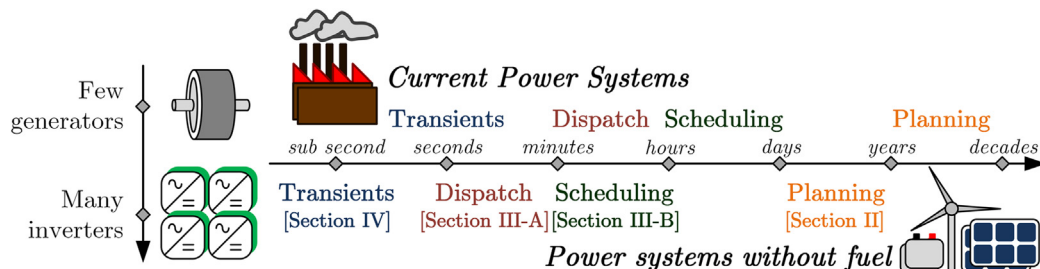 Current Power Systems
Few
generators
Transients Dispatch Scheduling Planning
sub second seconds minutes hours days years decades
Many
inverters
Transients Dispatch Scheduling Planning
[Section IV] [Section III-A] [Section III-B] [Section II]
Power systems without fuel